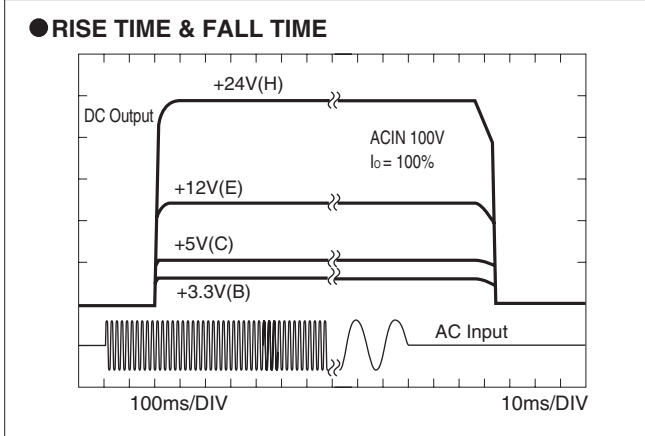 ●RISE TIME & FALL TIME
+24V(H)
DC Output
ACIN 100V
Io = 100%
+12V(E)
+5V(C)
+3.3V(B)
AC Input
100ms/DIV
10ms/DIV